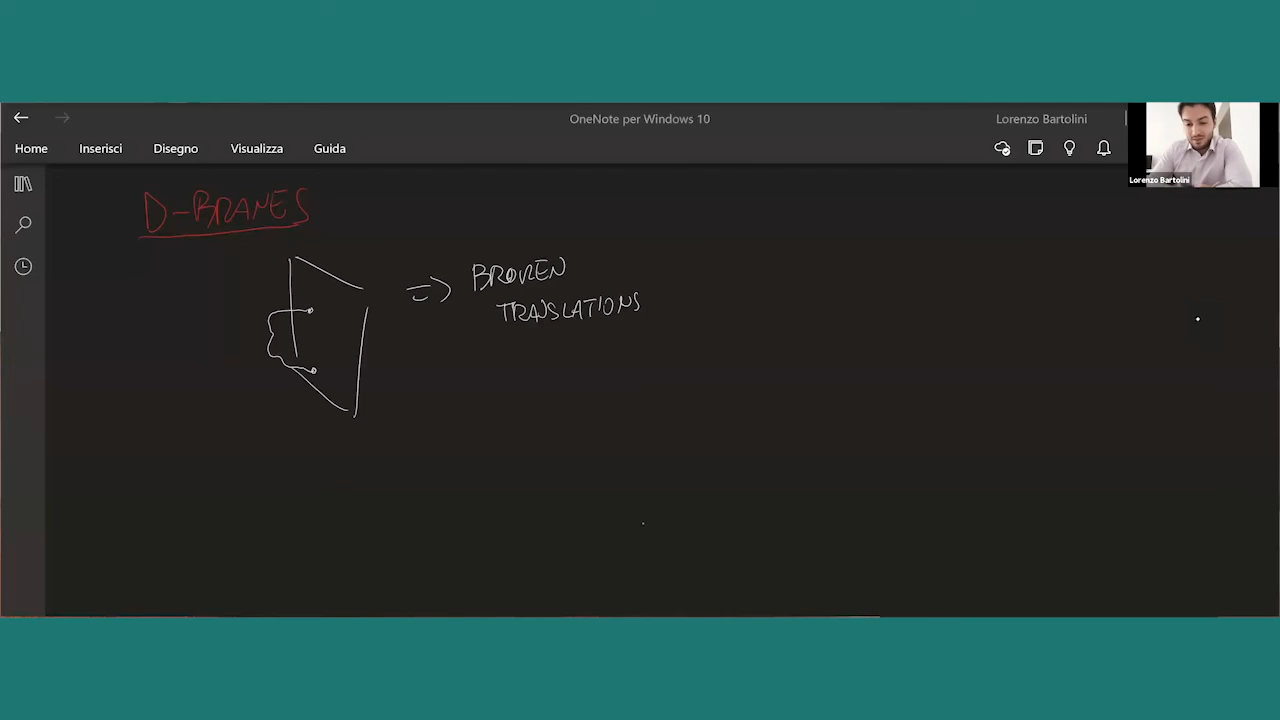 OneNote per Windows 10
Lorenzo Bartolini
Home Inserisci Disegno Visualizza Guida
Lorenzo Bartolini
D-BRANES
=> BROKEN
TRANSLATIONS